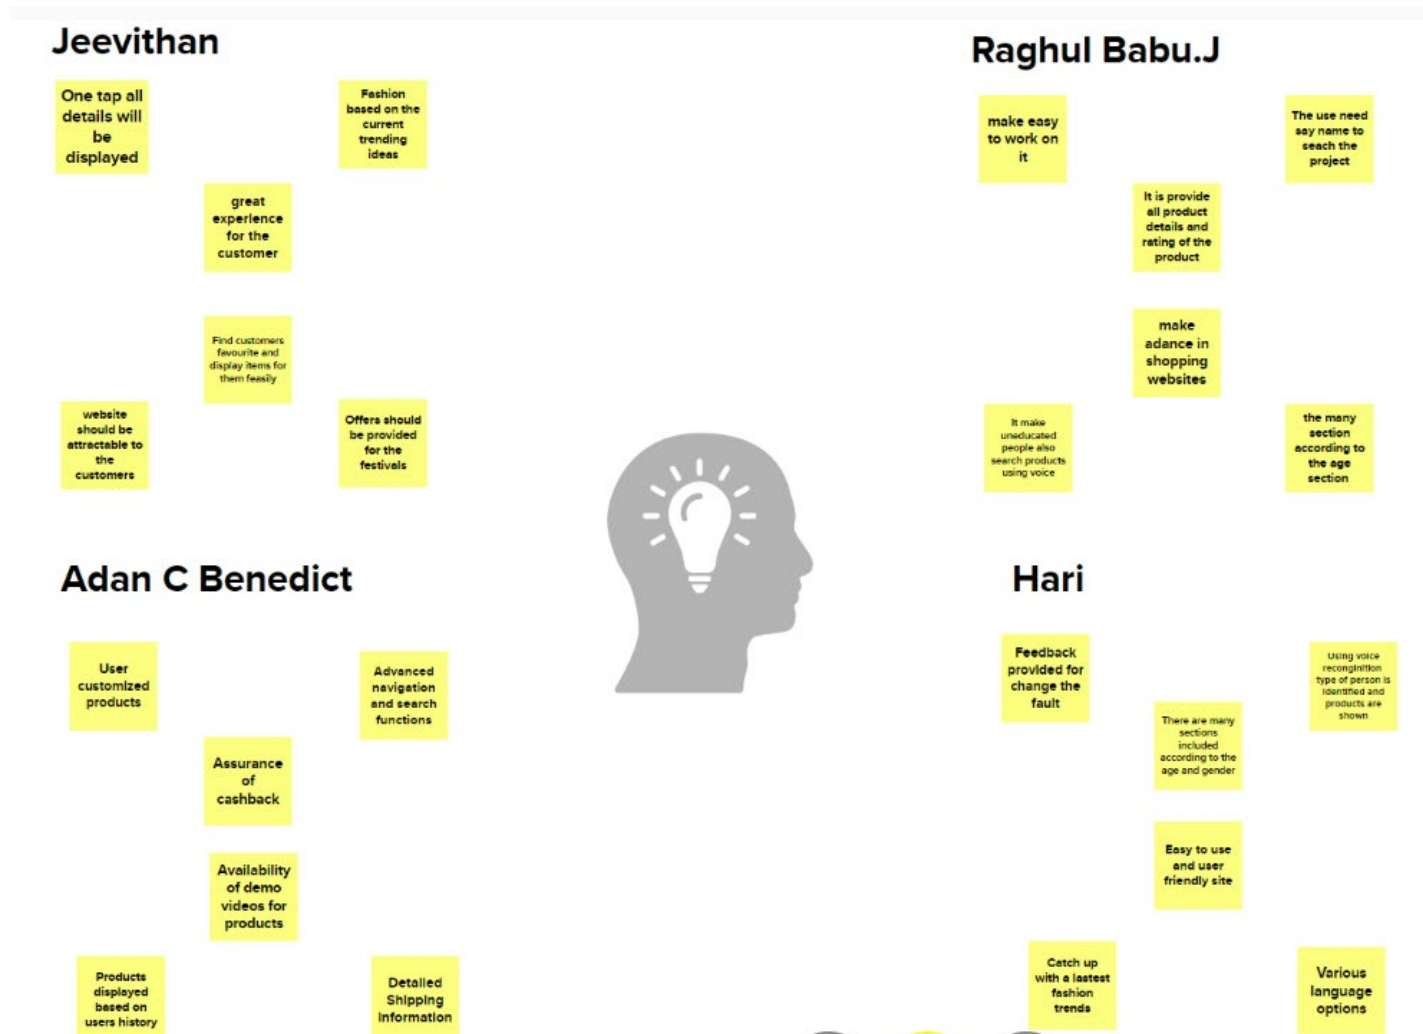 Jeevithan
One tap all
details will
be
displayed
Fashion
based on the
current
trending
ideas
great
experience
for the
customer
Find customers
favourite and
display items for
them feasily
website
should be
attractable to
the
customers
Offers should
be provided
for the
festivals
Raghul Babu.J
make easy
to work on
it
The use need
say name to
seach the
project
It is provide
all product
details and
rating of the
product
make
adance in
shopping
websites
It make
uneducated
people also
search products
using voice
the many
section
according to
the age
section
Adan C Benedict
User
customized
products
Advanced
navigation
and search
functions
Assurance
of
cashback
Availability
of demo
videos for
products
Products
displayed
based on
users history
Detailed
Shipping
Information
Hari
Feedback
provided for
change the
fault
Using voice
reconginition
type of person is
identified and
products are
shown
There are many
sections
included
according to the
age and gender
Easy to use
and user
friendly site
Catch up
with a lastest
fashion
trends
Various
language
options